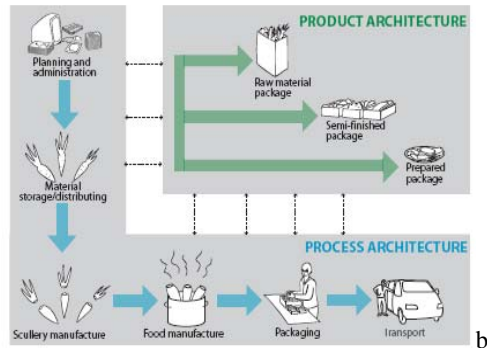 PRODUCT ARCHITECTURE
Planning and
administration
Raw material
package
Semi-finished
package
Prepared
package
Material
storage/distributing
PROCESS ARCHITECTURE
Scullery manufacture
Food manufacture
Packaging
Transport
b